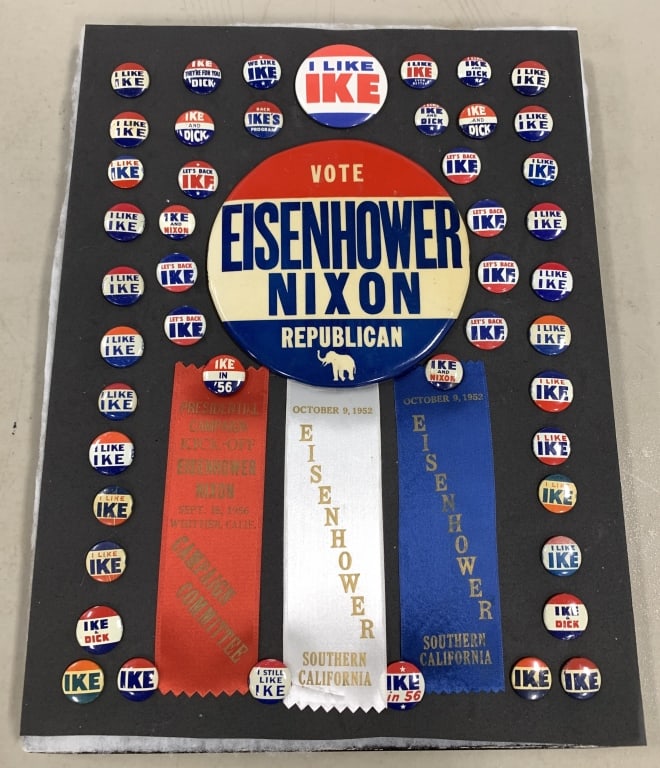 I LIKE
IKE
IKE
THEY'RE FOR YOU
DICK
WE LIKE
IKE
I LIKE
IKE
I LIKE
IKE
IKE
AND
DICK
I LIKE
IKE
I LIKE
IKE
IKE
AND
DICK
BACK
IKE'S
PROGRAM
IKE
AND
DICK
IKE
AND
DICK
I LIKE
IKE
I LIKE
IKE
LET'S BACK
IKE
LET'S BACK
IKE
I LIKE
IKE
VOTE
EISENHOWER
NIXON
REPUBLICAN
I LIKE
IKE
IKE
AND
NIXON
LET'S BACK
IKE
I LIKE
IKE
I LIKE
IKE
LET'S BACK
IKE
LET'S BACK
IKE
I LIKE
IKE
I LIKE
IKE
LET'S BACK
IKE
LET'S BACK
IKE
I LIKE
IKE
IKE
IN
'56
IKE
AND
NIXON
I LIKE
IKE
I LIKE
IKE
I LIKE
IKE
I LIKE
IKE
I LIKE
IKE
I LIKE
IKE
I LIKE
IKE
I LIKE
IKE
IKE
&
DICK
IKE
&
DICK
PRESIDENTIAL
CAMPAIGN
KICK-OFF
EISENHOWER
NIXON
SEPT. 18, 1956
WHITTIER, CALIF.
CAMPAIGN
COMMITTEE
OCTOBER 9, 1952
EISENHOWER
SOUTHERN
CALIFORNIA
OCTOBER 9, 1952
EISENHOWER
SOUTHERN
CALIFORNIA
IKE
IKE
I STILL
LIKE
IKE
IKE
in 56
IKE
IKE